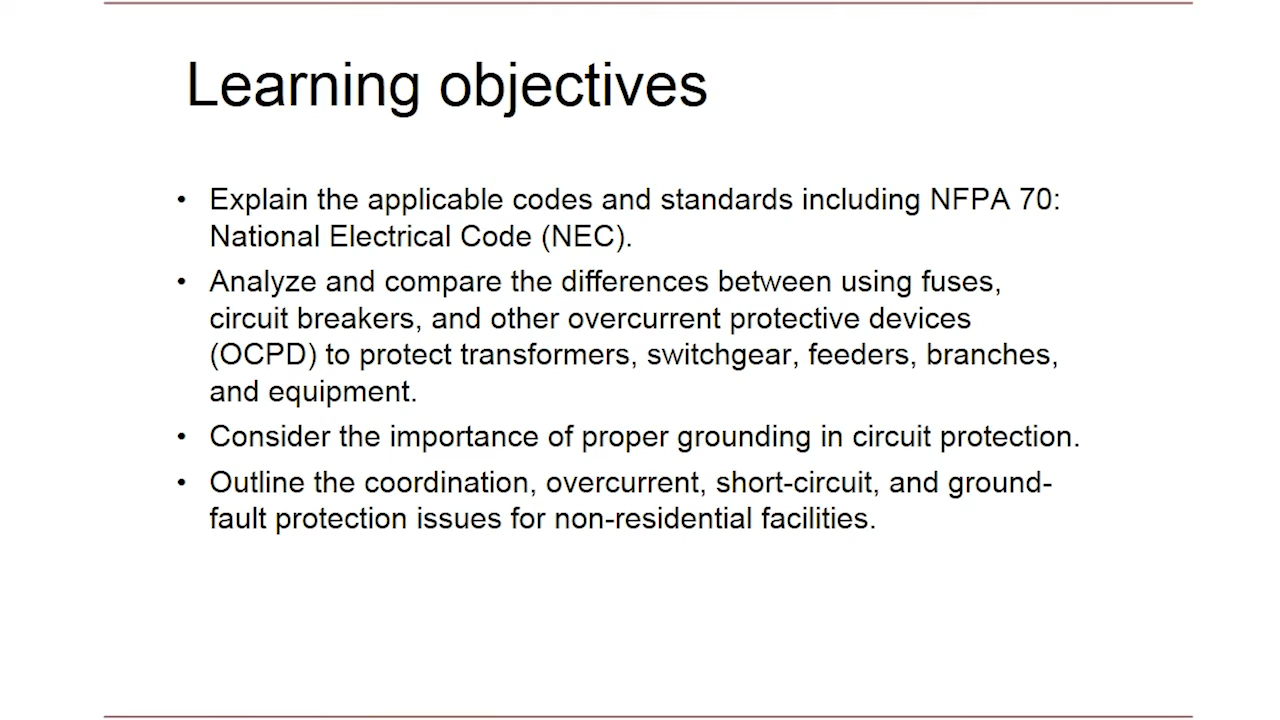 Learning objectives
• Explain the applicable codes and standards including NFPA 70:
National Electrical Code (NEC).
• Analyze and compare the differences between using fuses,
circuit breakers, and other overcurrent protective devices
(OCPD) to protect transformers, switchgear, feeders, branches,
and equipment.
• Consider the importance of proper grounding in circuit protection.
• Outline the coordination, overcurrent, short-circuit, and ground-
fault protection issues for non-residential facilities.